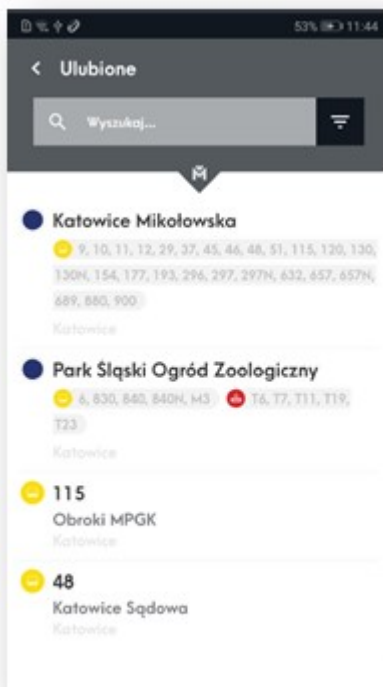 53% 11:44
Ulubione
Wyszukaj...
Katowice Mikołowska
9, 10, 11, 12, 29, 37, 45, 46, 48, 51, 115, 120, 130,
130N, 154, 177, 193, 296, 297, 297N, 632, 657, 657N,
689, 880, 900
Katowice
Park Śląski Ogród Zoologiczny
6, 830, 840, 840N, M3 T6, T7, T11, T19,
T23
Katowice
115
Obroki MPGK
Katowice
48
Katowice Sądowa
Katowice